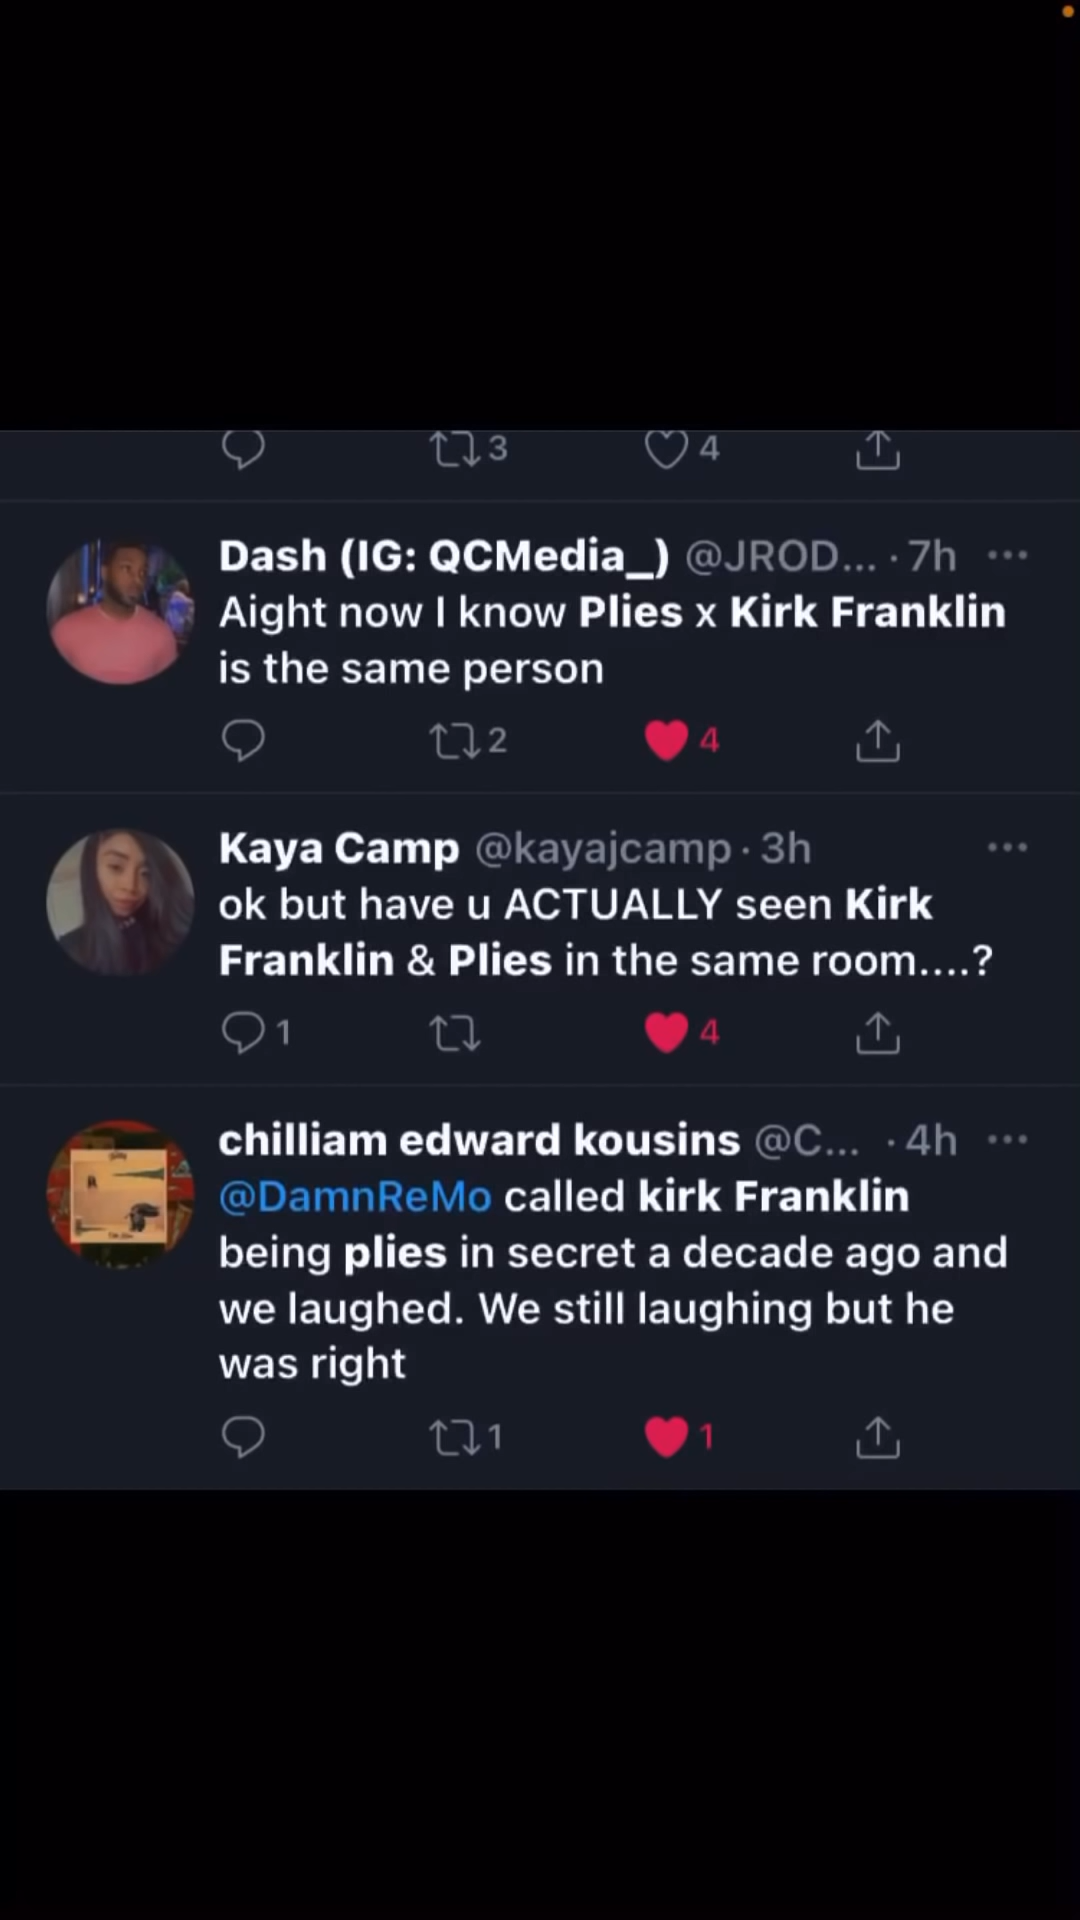 3 4
Dash (IG: QCMedia_) @JROD... · 7h ...
Aight now I know Plies x Kirk Franklin
is the same person
2 4
Kaya Camp @kayajcamp · 3h ...
ok but have u ACTUALLY seen Kirk
Franklin & Plies in the same room....?
1 4
chilliam edward kousins @C... · 4h ...
@DamnReMo called kirk Franklin
being plies in secret a decade ago and
we laughed. We still laughing but he
was right
1 1